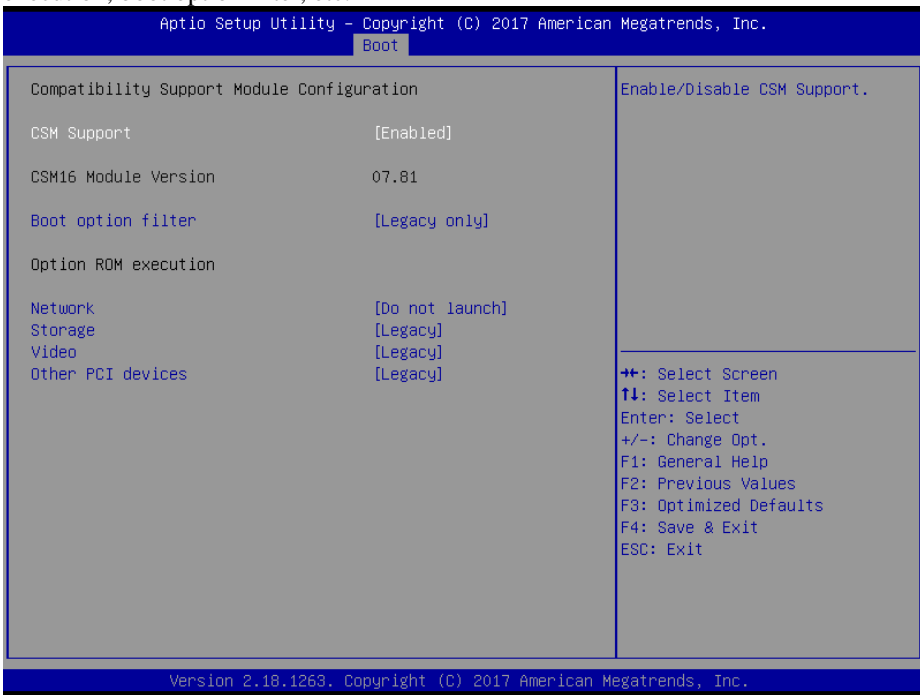 Aptio Setup Utility – Copyright (C) 2017 American Megatrends, Inc.
Boot
Compatibility Support Module Configuration
CSM Support [Enabled]
CSM16 Module Version 07.81
Boot option filter [Legacy only]
Option ROM execution
Network [Do not launch]
Storage [Legacy]
Video [Legacy]
Other PCI devices [Legacy]
Enable/Disable CSM Support.
→←: Select Screen
↑↓: Select Item
Enter: Select
+/-: Change Opt.
F1: General Help
F2: Previous Values
F3: Optimized Defaults
F4: Save & Exit
ESC: Exit
Version 2.18.1263. Copyright (C) 2017 American Megatrends, Inc.